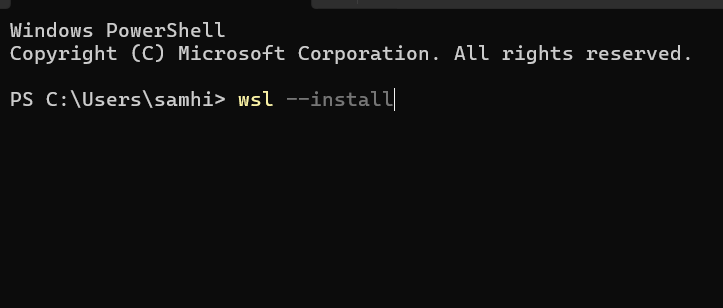 Windows PowerShell
Copyright (C) Microsoft Corporation. All rights reserved.
PS C:\Users\samhi> wsl --install